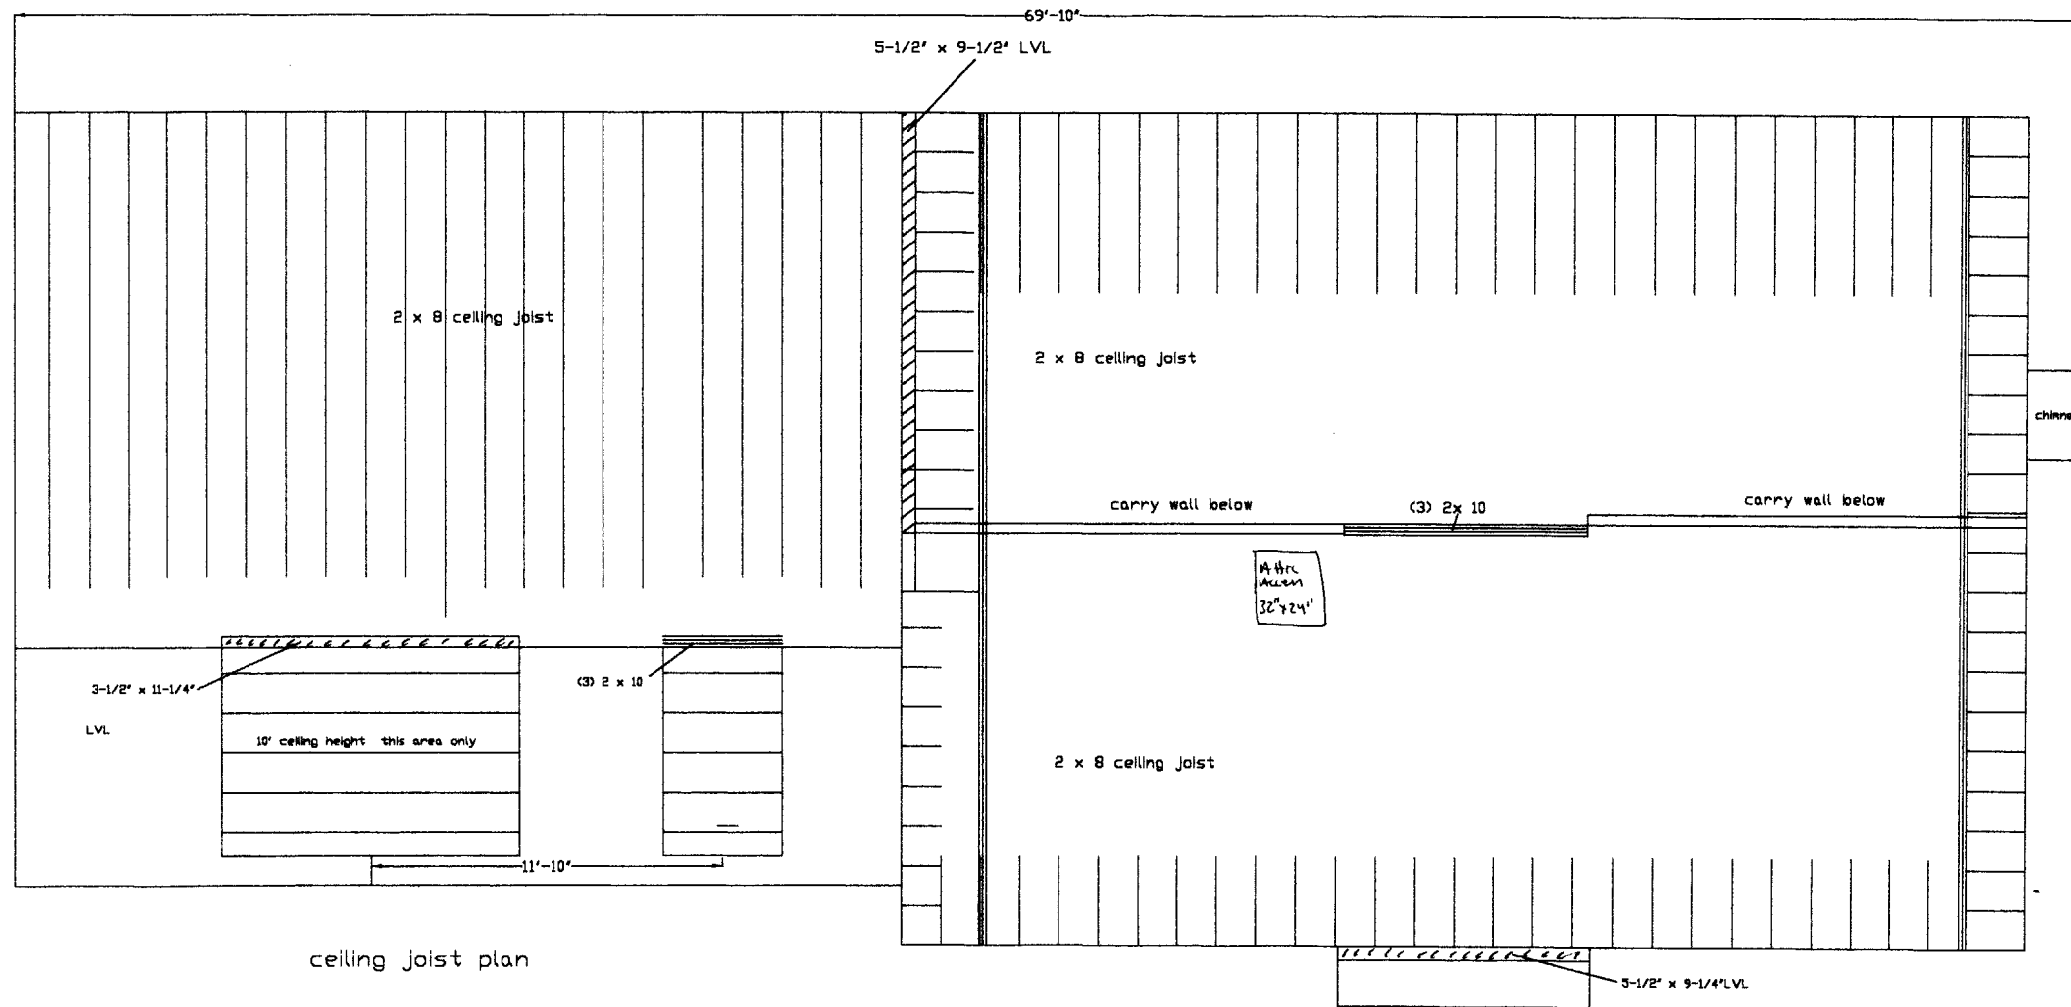 69'-10"
5-1/2" x 9-1/2" LVL
2 x 8 ceiling joist
2 x 8 ceiling joist
chimne
carry wall below
(3) 2x 10
carry wall below
Attic
Access
32"x24"
3-1/2" x 11-1/4"
LVL
(3) 2 x 10
10' ceiling height this area only
2 x 8 ceiling joist
11'-10"
ceiling joist plan
5-1/2" x 9-1/4"LVL